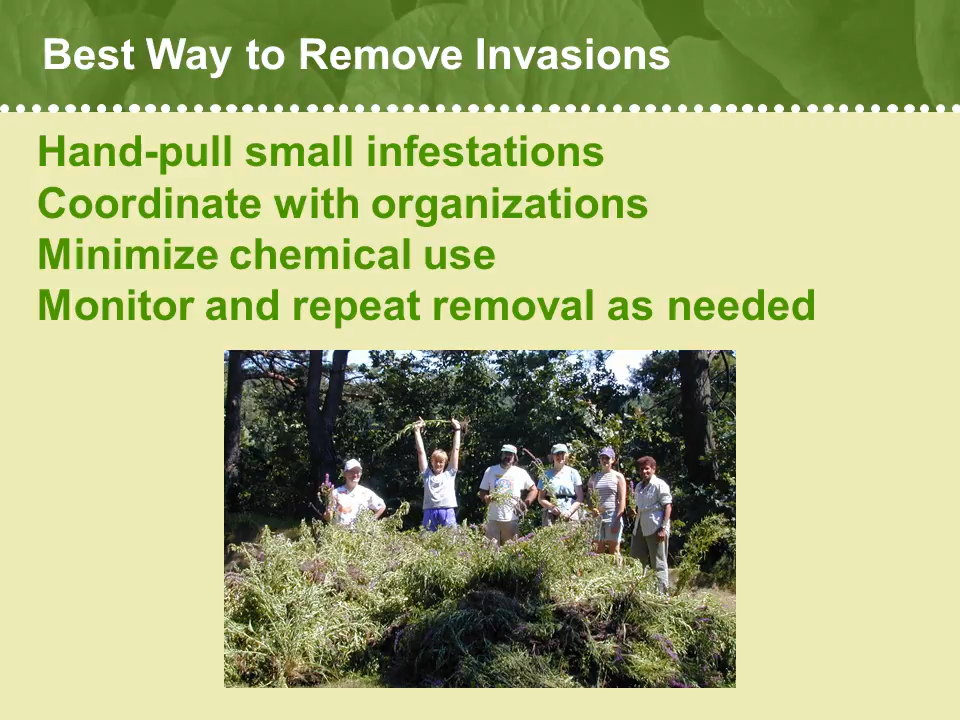 Best Way to Remove Invasions
Hand-pull small infestations
Coordinate with organizations
Minimize chemical use
Monitor and repeat removal as needed